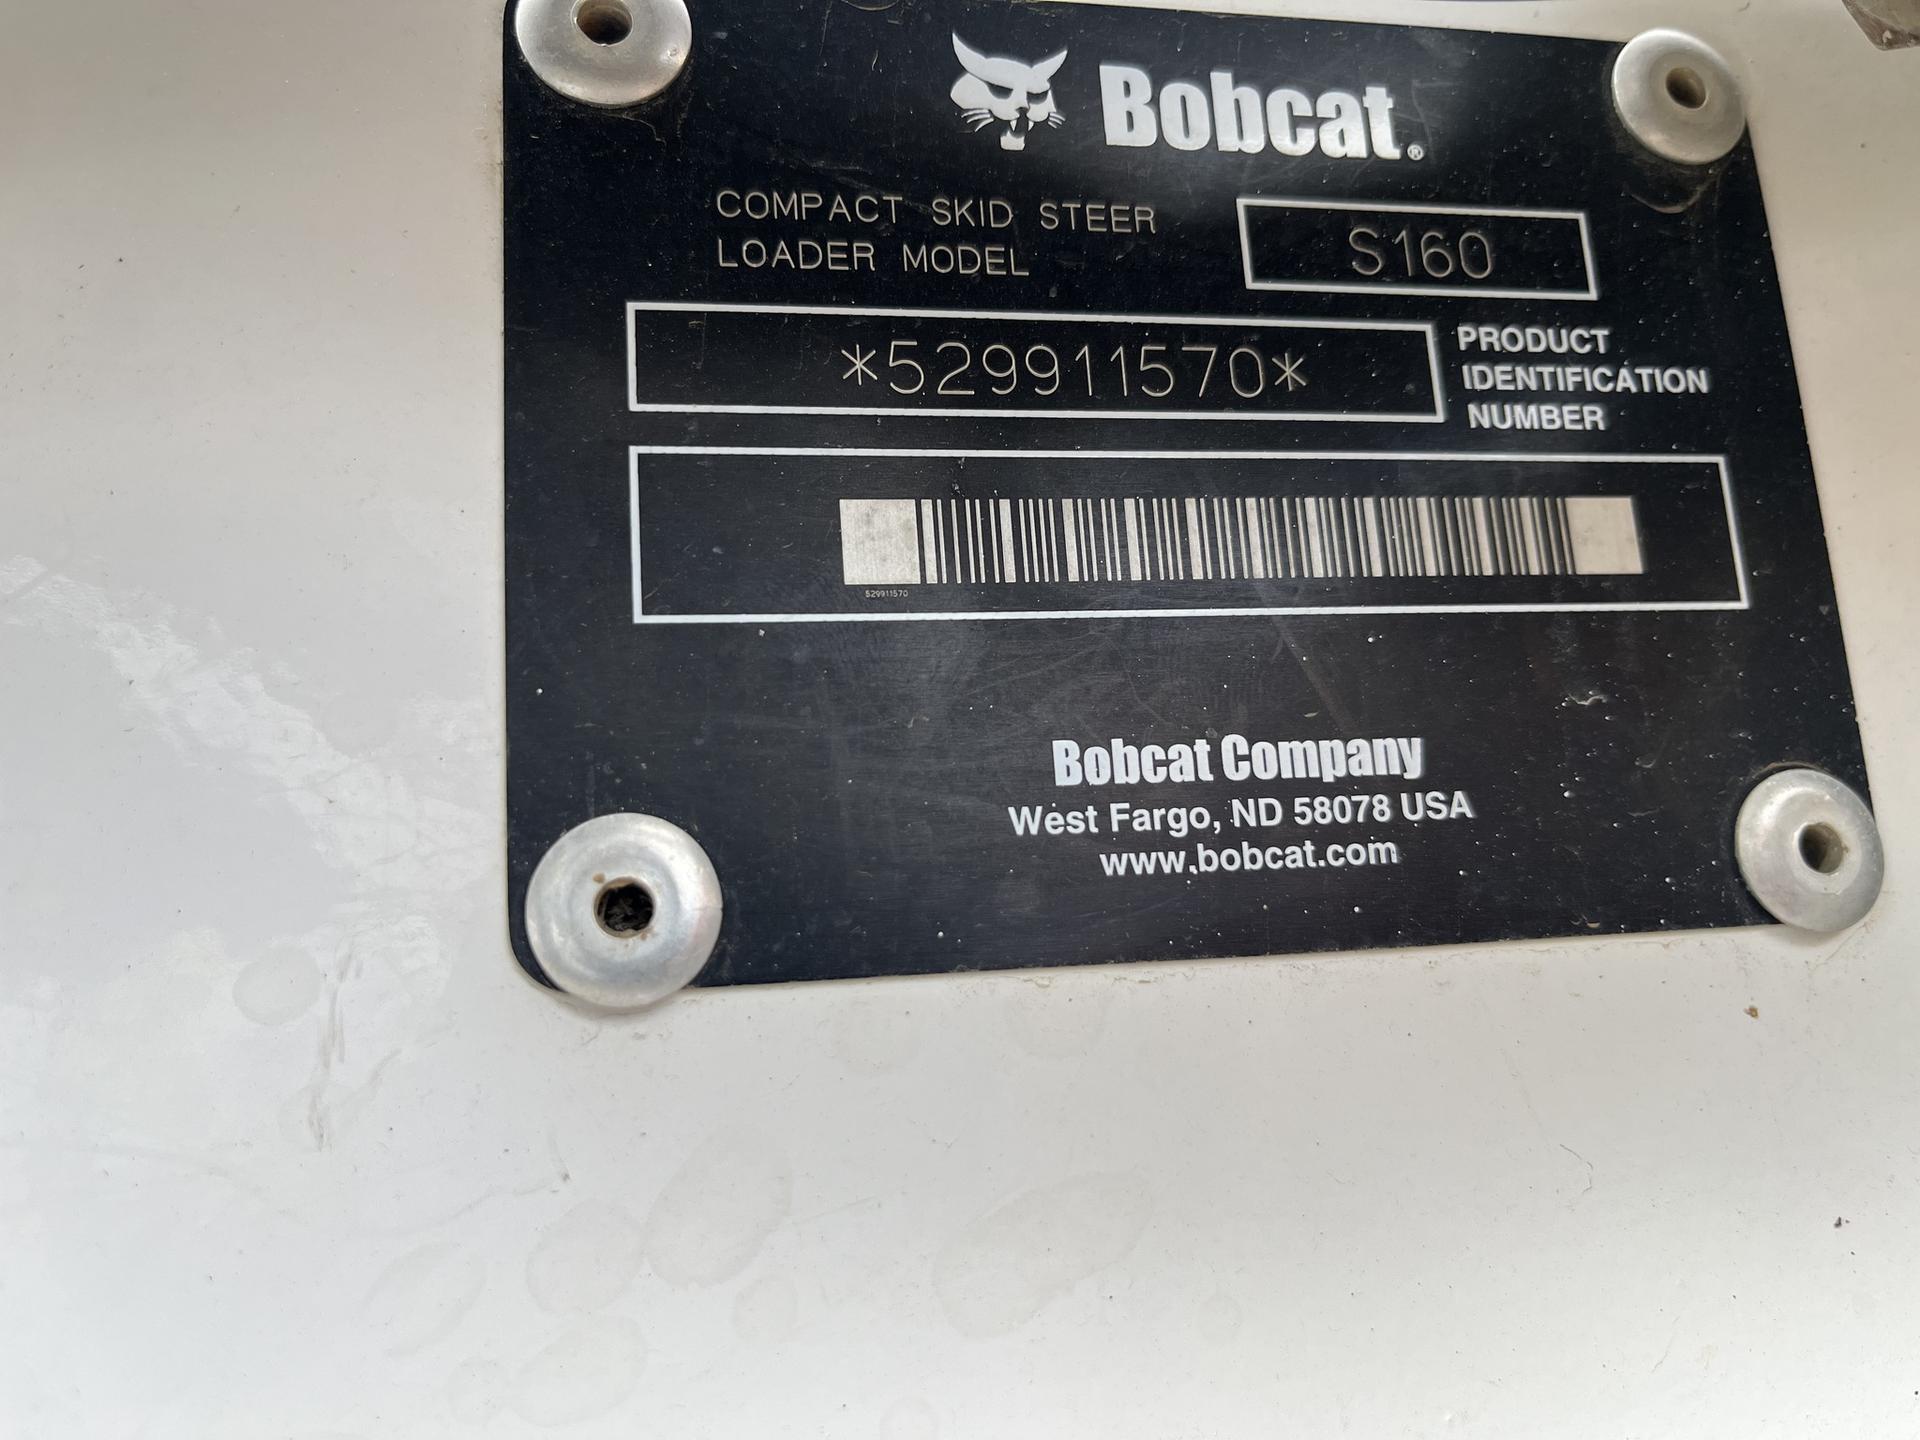 Bobcat®
COMPACT SKID STEER
LOADER MODEL
S160
*529911570*
PRODUCT
IDENTIFICATION
NUMBER
529911570
Bobcat Company
West Fargo, ND 58078 USA
www.bobcat.com